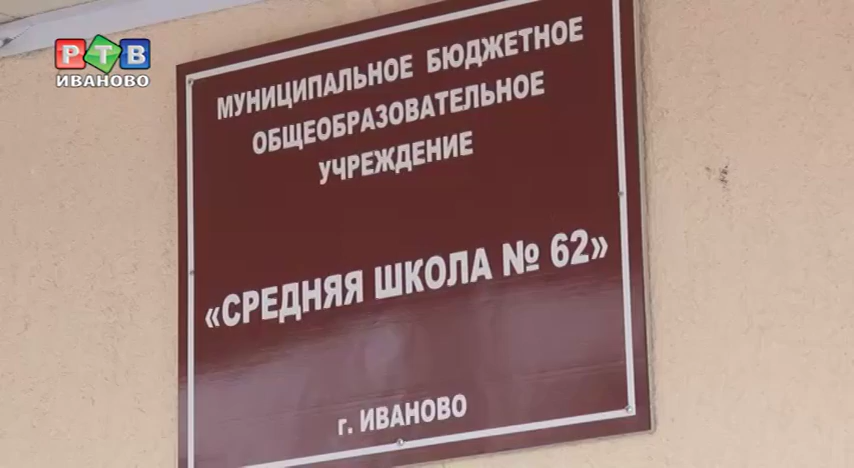 РТВ
ИВАНОВО
МУНИЦИПАЛЬНОЕ БЮДЖЕТНОЕ
ОБЩЕОБРАЗОВАТЕЛЬНОЕ
УЧРЕЖДЕНИЕ
«СРЕДНЯЯ ШКОЛА № 62»
г. ИВАНОВО